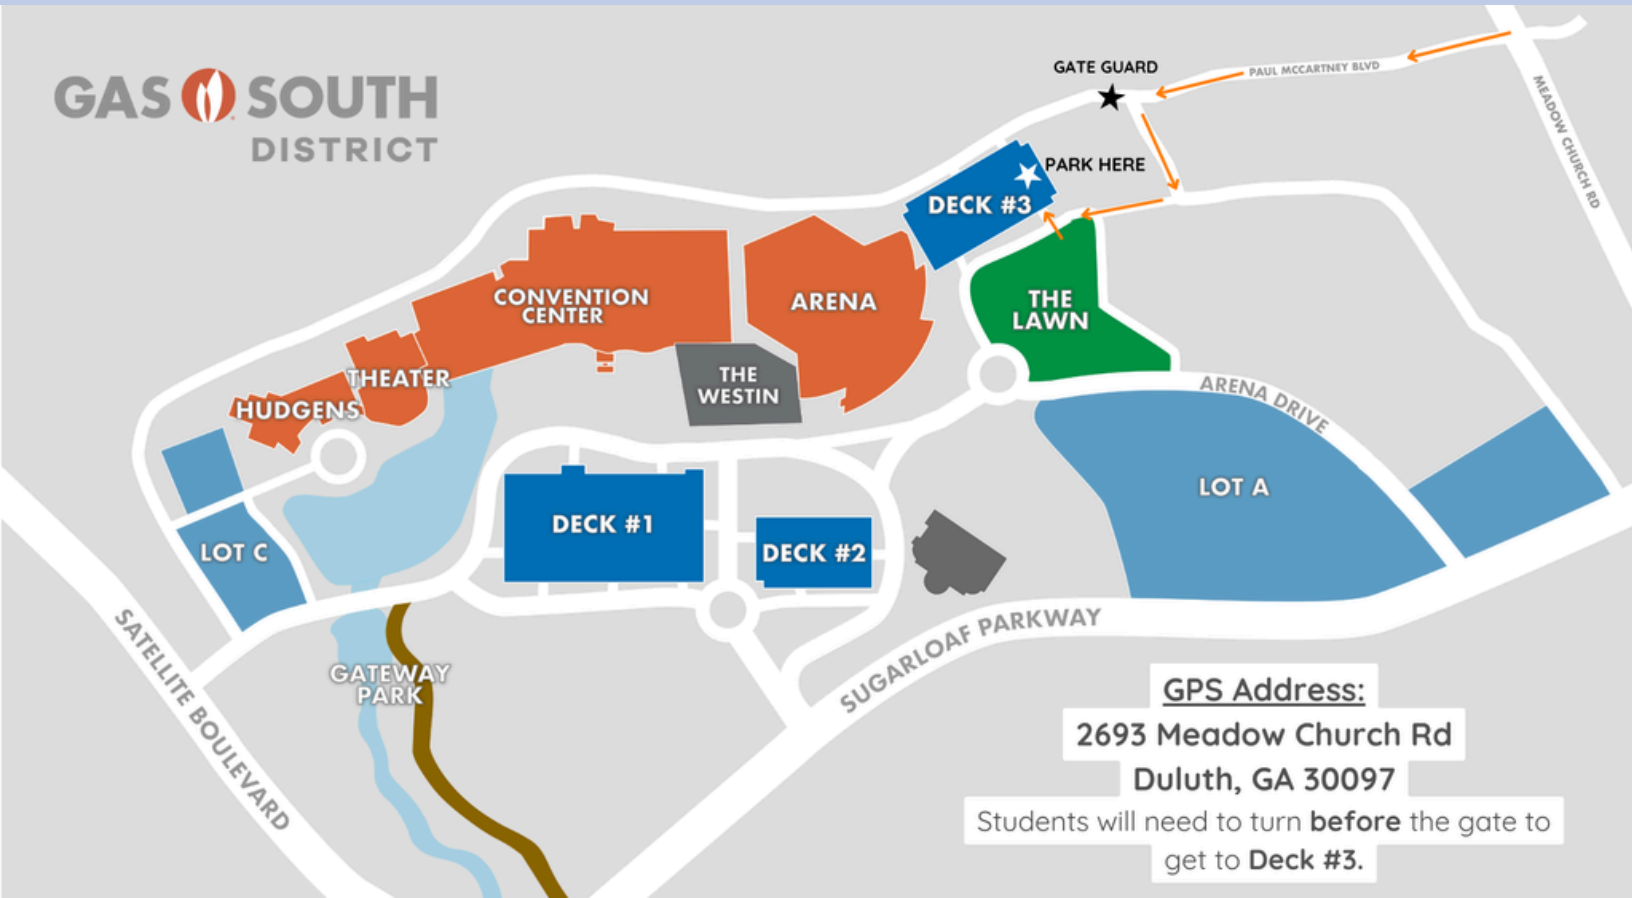 GAS SOUTH
DISTRICT
GATE GUARD
PAUL MCCARTNEY BLVD
MEADOW CHURCH RD
PARK HERE
DECK #3
CONVENTION
CENTER
ARENA
THE
LAWN
THEATER
THE
WESTIN
HUDGENS
ARENA DRIVE
LOT A
DECK #1
DECK #2
LOT C
SATELLITE BOULEVARD
GATEWAY
PARK
SUGARLOAF PARKWAY
GPS Address:
2693 Meadow Church Rd
Duluth, GA 30097
Students will need to turn before the gate to
get to Deck #3.